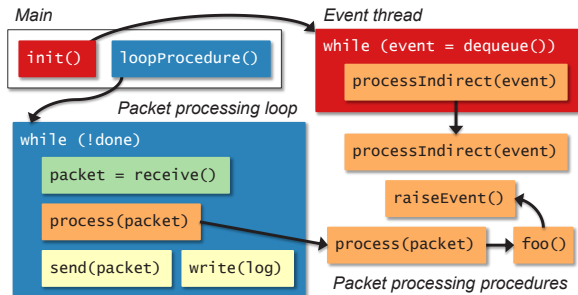 Main
Event thread
init()
loopProcedure()
while (event = dequeue())
processIndirect(event)
Packet processing loop
while (!done)
packet = receive()
process(packet)
send(packet)
write(log)
processIndirect(event)
raiseEvent()
process(packet)
foo()
Packet processing procedures